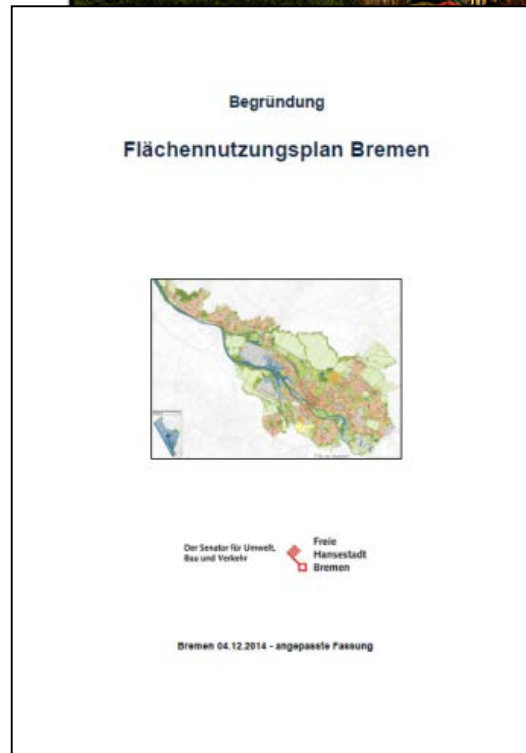 Begründung
Flächennutzungsplan Bremen
Der Senator für Umwelt,
Bau und Verkehr
Freie
Hansestadt
Bremen
Bremen 04.12.2014 - angepasste Fassung